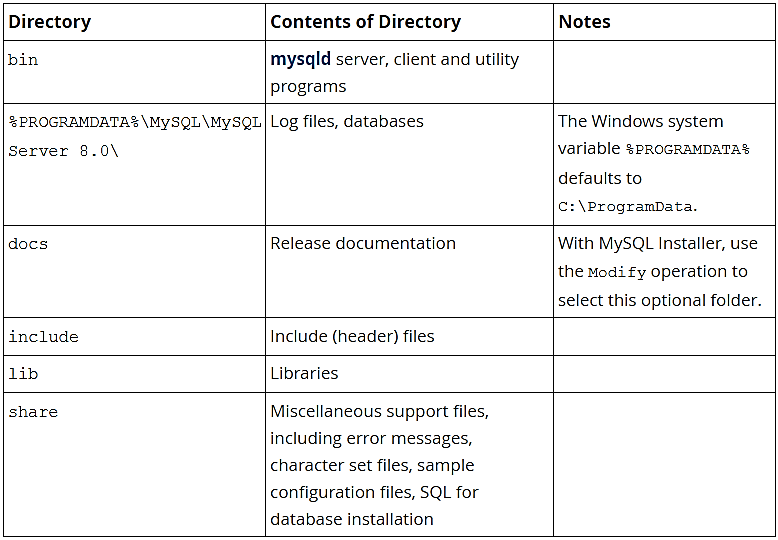 Directory Contents of Directory Notes
bin
mysqld server, client and utility
programs
%PROGRAMDATA%\MySQL\MySQL
Server 8.0\
Log files, databases
The Windows system
variable %PROGRAMDATA%
defaults to
C:\ProgramData.
docs
Release documentation
With MySQL Installer, use
the Modify operation to
select this optional folder.
include
Include (header) files
lib
Libraries
share
Miscellaneous support files,
including error messages,
character set files, sample
configuration files, SQL for
database installation